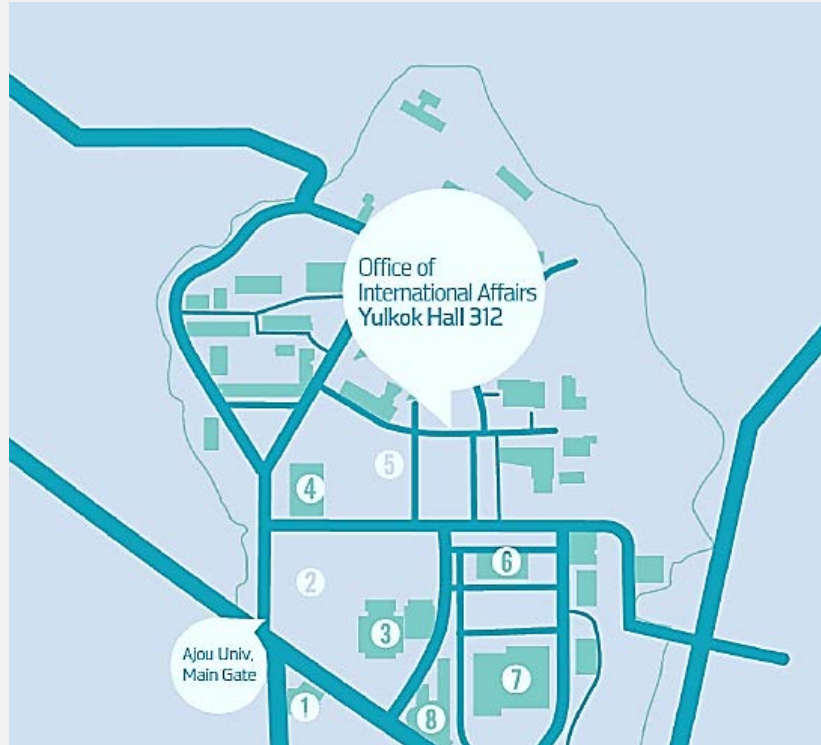 Office of
International Affairs
Yulkok Hall 312
5
4
6
2
3
Ajou Univ,
Main Gate
7
1
8